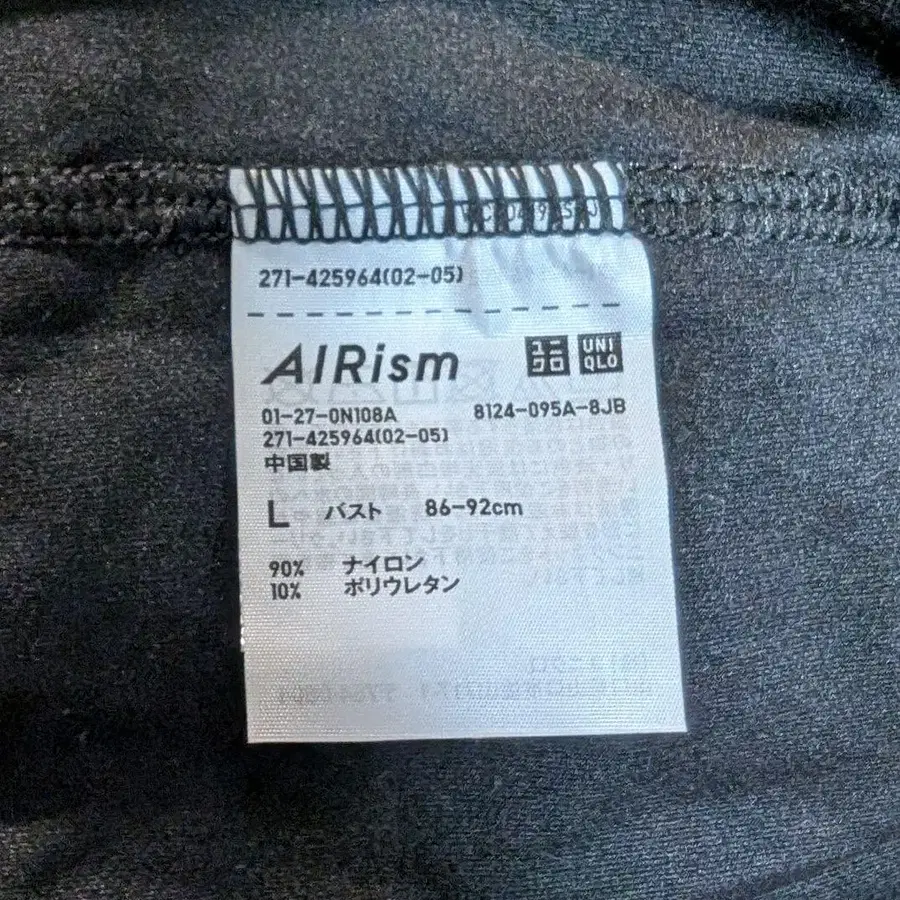 271-425964(02-05)
AIRism ユニクロ UNIQLO
01-27-0N108A 8124-095A-8JB
271-425964(02-05)
中国製
L バスト 86-92cm
90% ナイロン
10% ポリウレタン